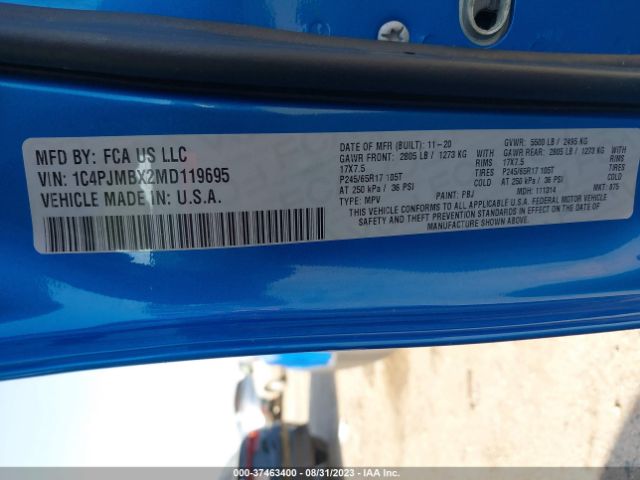 MFD BY: FCA US LLC
VIN: 1C4PJMBX2MD119695
VEHICLE MADE IN: U.S.A.
DATE OF MFR (BUILT): 11-20
GAWR FRONT: 2805 LB / 1273 KG WITH
17X7.5 RIMS
P245/65R17 105T TIRES
AT 250 kPa / 36 PSI COLD
TYPE: MPV PAINT: PBJ
GVWR: 5500 LB / 2495 KG
GAWR REAR: 2805 LB / 1273 KG WITH
17X7.5 RIMS
P245/65R17 105T TIRES
AT 250 kPa / 36 PSI COLD
MDH: 111014 MKT: 875
THIS VEHICLE CONFORMS TO ALL APPLICABLE U.S.A. FEDERAL MOTOR VEHICLE
SAFETY AND THEFT PREVENTION STANDARDS IN EFFECT ON THE DATE OF
MANUFACTURE SHOWN ABOVE.
000-37463400 - 08/31/2023 - IAAI.COM